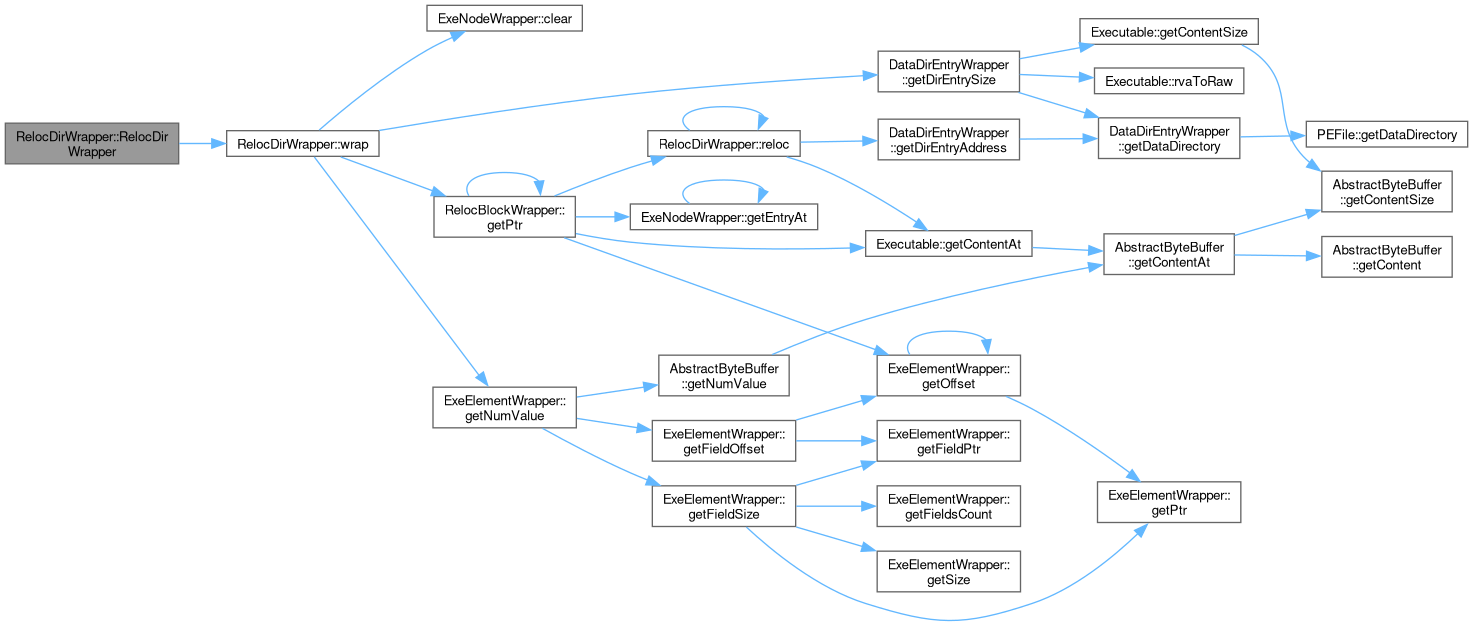 RelocDirWrapper::RelocDir
Wrapper
RelocDirWrapper::wrap
ExeNodeWrapper::clear
RelocBlockWrapper::
getPtr
ExeElementWrapper::
getNumValue
RelocDirWrapper::reloc
ExeNodeWrapper::getEntryAt
AbstractByteBuffer
::getNumValue
ExeElementWrapper::
getFieldOffset
ExeElementWrapper::
getFieldSize
DataDirEntryWrapper
::getDirEntrySize
DataDirEntryWrapper
::getDirEntryAddress
Executable::getContentAt
ExeElementWrapper::
getOffset
ExeElementWrapper::
getFieldPtr
ExeElementWrapper::
getFieldsCount
ExeElementWrapper::
getSize
Executable::getContentSize
Executable::rvaToRaw
DataDirEntryWrapper
::getDataDirectory
AbstractByteBuffer
::getContentAt
ExeElementWrapper::
getPtr
PEFile::getDataDirectory
AbstractByteBuffer
::getContentSize
AbstractByteBuffer
::getContent